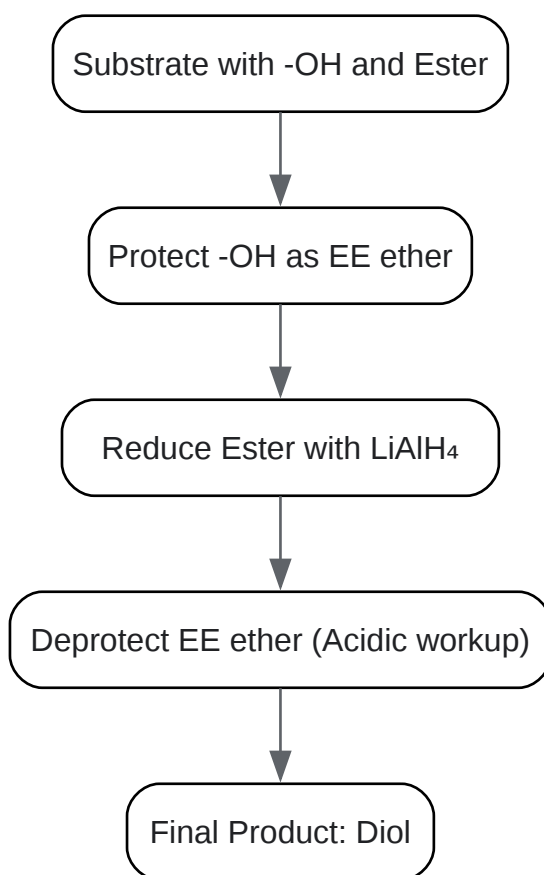 Substrate with -OH and Ester
Protect -OH as EE ether
Reduce Ester with LiAlH₄
Deprotect EE ether (Acidic workup)
Final Product: Diol